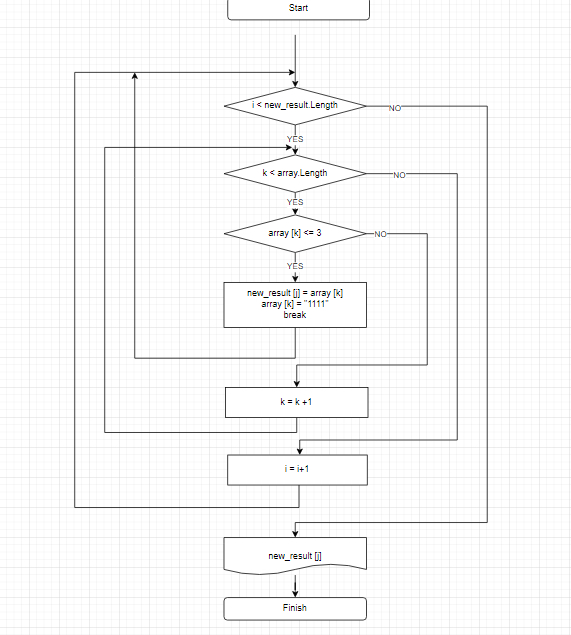 Start
i < new_result.Length
NO
YES
k < array.Length
NO
YES
array [k] <= 3
NO
YES
new_result [j] = array [k]
array [k] = "1111"
break
k = k +1
i = i+1
new_result [j]
Finish